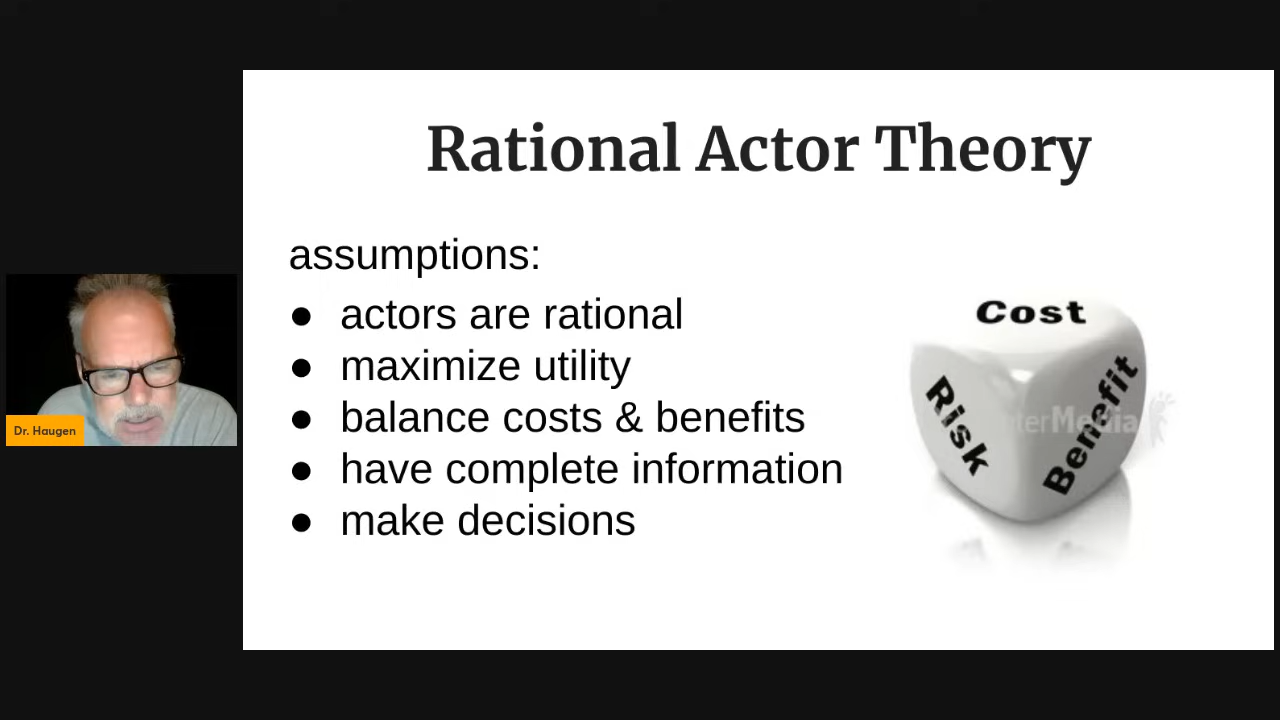 Rational Actor Theory
assumptions:
● actors are rational
● maximize utility
● balance costs & benefits
● have complete information
● make decisions
Cost
Risk
Benefit
Dr. Haugen